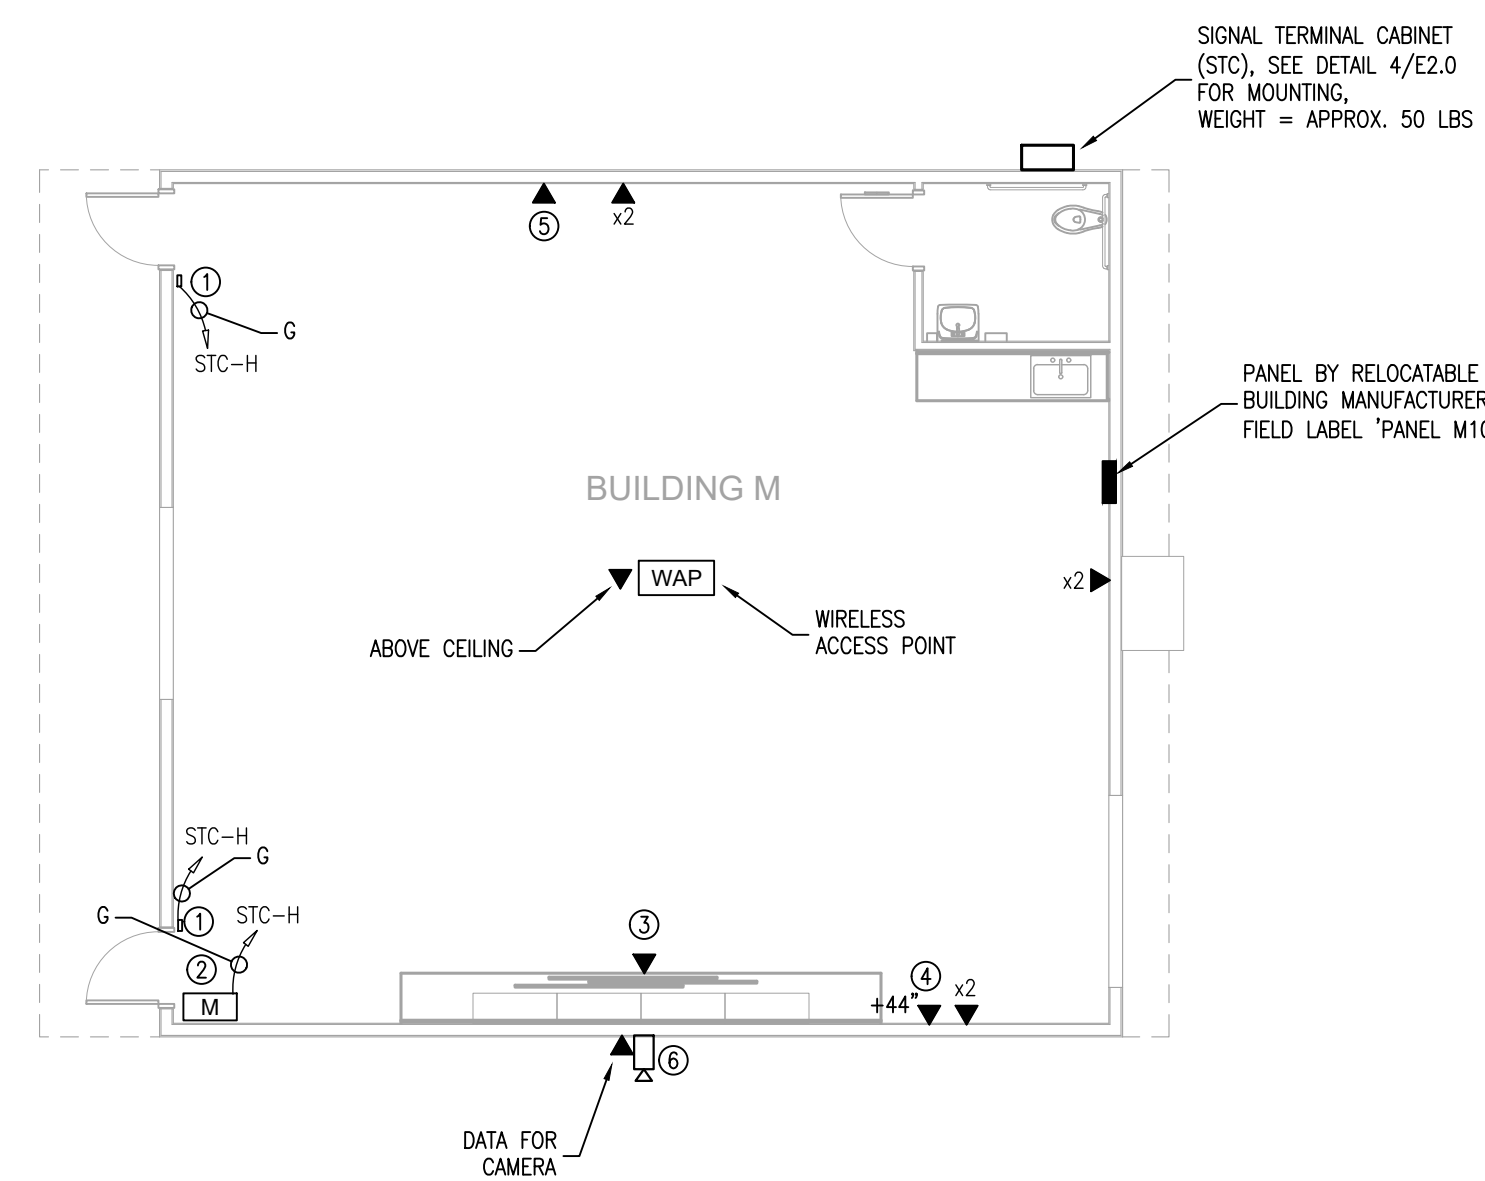 SIGNAL TERMINAL CABINET
(STC), SEE DETAIL 4/E2.0
FOR MOUNTING,
WEIGHT = APPROX. 50 LBS
5
x2
1
G
STC-H
PANEL BY RELOCATABLE
BUILDING MANUFACTURER
FIELD LABEL 'PANEL M10
BUILDING M
WAP
x2
WIRELESS
ACCESS POINT
ABOVE CEILING
STC-H
G
G
1
STC-H
2
M
3
4
+44"
x2
6
DATA FOR
CAMERA